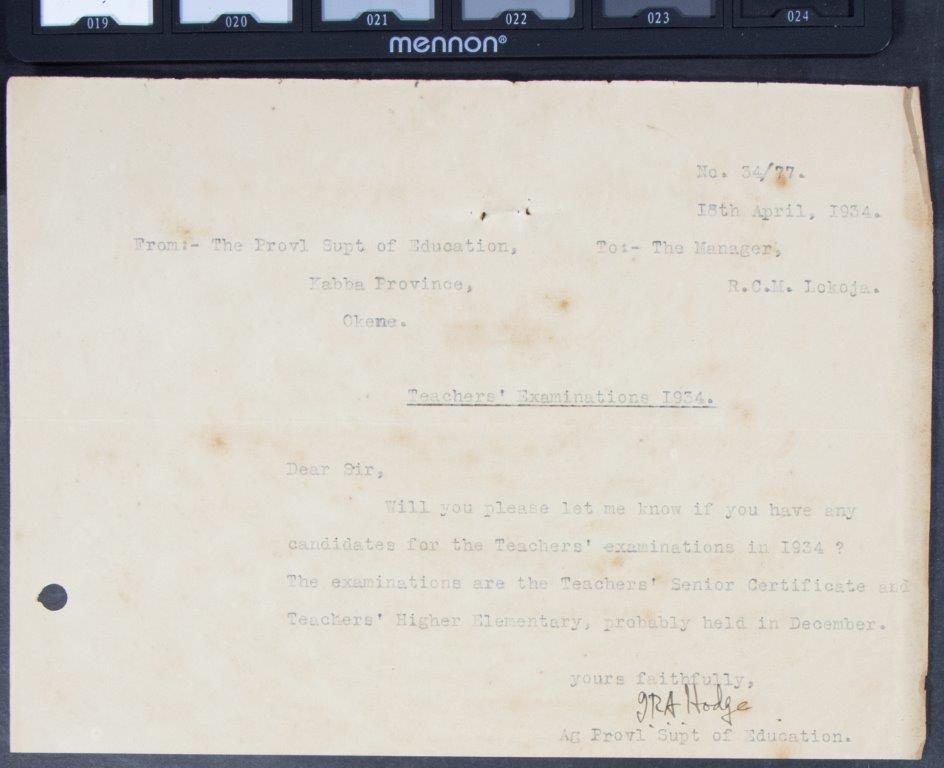 019 020 021 022 023 024
mennon®
No. 34/77.
18th April, 1934.
From:- The Provl Supt of Education, To:- The Manager,
Kabba Province, R.C.M. Lokoja.
Okene.
Teachers' Examinations 1934.
Dear Sir,
Will you please let me know if you have any
candidates for the Teachers' examinations in 1934 ?
The examinations are the Teachers' Senior Certificate and
Teachers' Higher Elementary, probably held in December.
yours faithfully,
Hodge
Ag Provl Supt of Education.